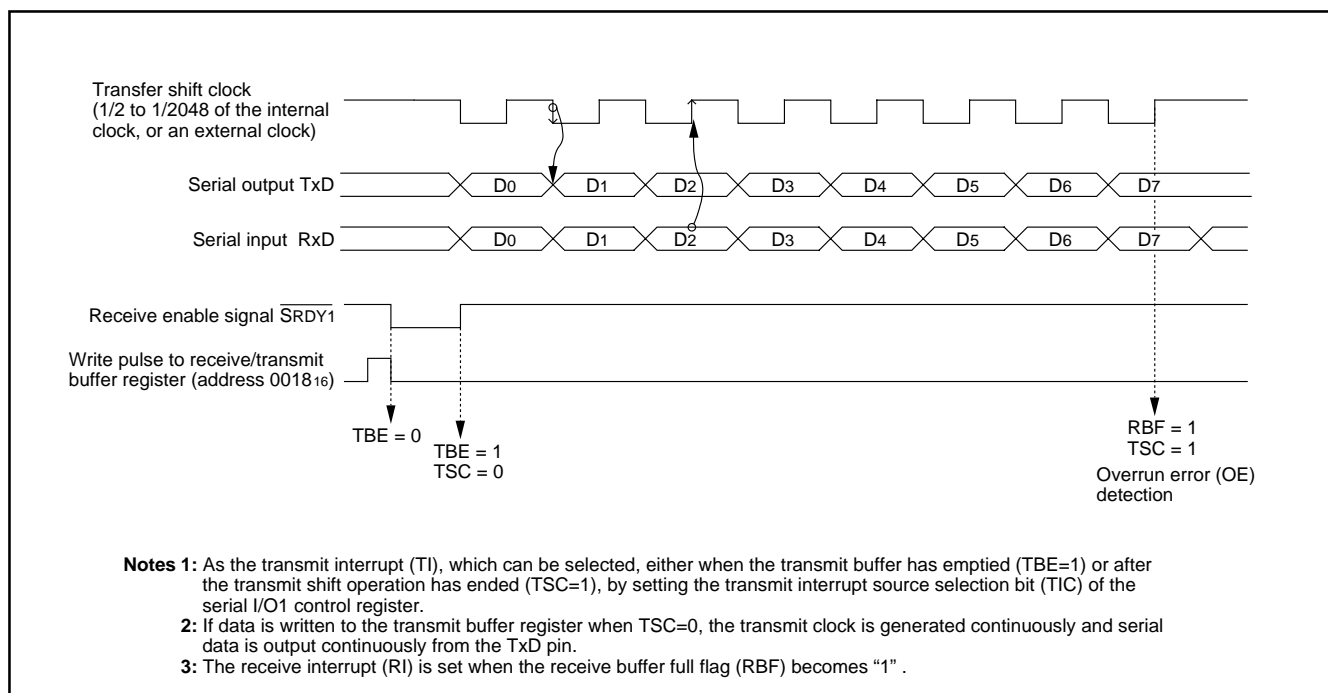 Transfer shift clock
(1/2 to 1/2048 of the internal
clock, or an external clock)
Serial output TxD
D0 D1 D2 D3 D4 D5 D6 D7
Serial input RxD
D0 D1 D2 D3 D4 D5 D6 D7
Receive enable signal SRDY1
Write pulse to receive/transmit
buffer register (address 001816)
TBE = 0
TBE = 1
TSC = 0
RBF = 1
TSC = 1
Overrun error (OE)
detection
Notes 1: As the transmit interrupt (TI), which can be selected, either when the transmit buffer has emptied (TBE=1) or after
the transmit shift operation has ended (TSC=1), by setting the transmit interrupt source selection bit (TIC) of the
serial I/O1 control register.
2: If data is written to the transmit buffer register when TSC=0, the transmit clock is generated continuously and serial
data is output continuously from the TxD pin.
3: The receive interrupt (RI) is set when the receive buffer full flag (RBF) becomes “1” .